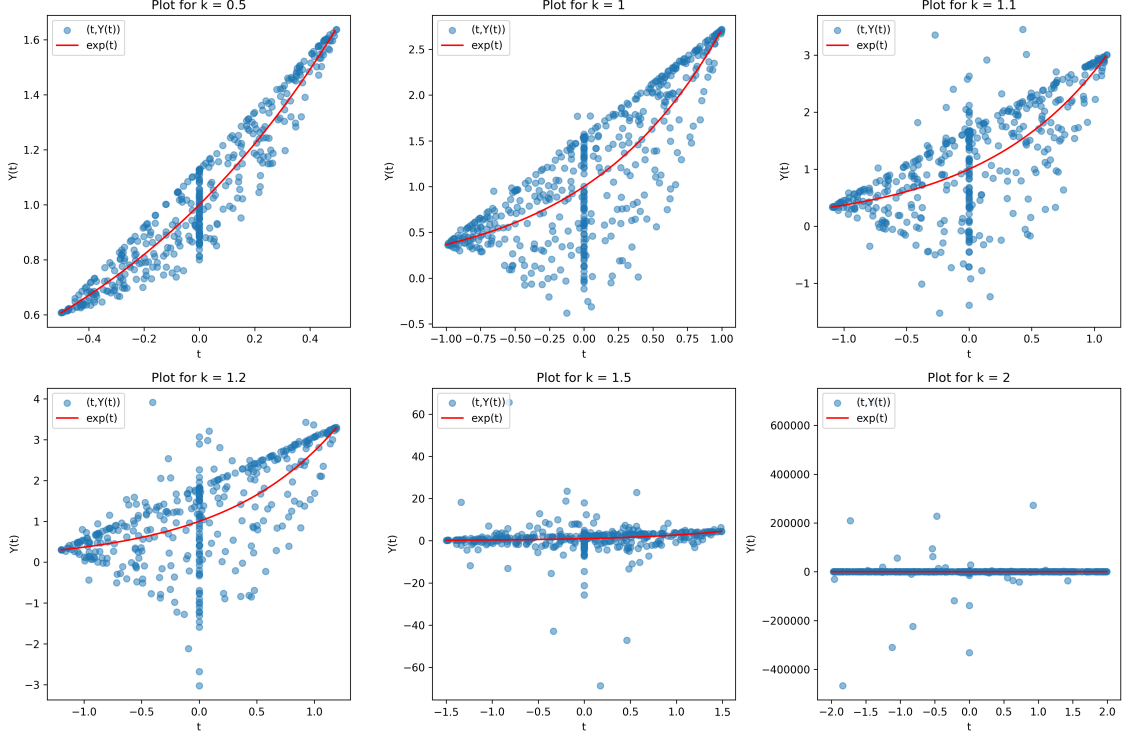 Plot for k = 0.5
(t,Y(t))
exp(t)
Y(t)
1.6
1.4
1.2
1.0
0.8
0.6
−0.4 −0.2 0.0 0.2 0.4
t
Plot for k = 1
(t,Y(t))
exp(t)
Y(t)
2.5
2.0
1.5
1.0
0.5
0.0
−0.5
−1.00 −0.75 −0.50 −0.25 0.00 0.25 0.50 0.75 1.00
t
Plot for k = 1.1
(t,Y(t))
exp(t)
Y(t)
3
2
1
0
−1
−1.0 −0.5 0.0 0.5 1.0
t
Plot for k = 1.2
(t,Y(t))
exp(t)
Y(t)
4
3
2
1
0
−1
−2
−3
−1.0 −0.5 0.0 0.5 1.0
t
Plot for k = 1.5
(t,Y(t))
exp(t)
Y(t)
60
40
20
0
−20
−40
−60
−1.5 −1.0 −0.5 0.0 0.5 1.0 1.5
t
Plot for k = 2
(t,Y(t))
exp(t)
Y(t)
600000
400000
200000
0
−200000
−400000
−2.0 −1.5 −1.0 −0.5 0.0 0.5 1.0 1.5 2.0
t